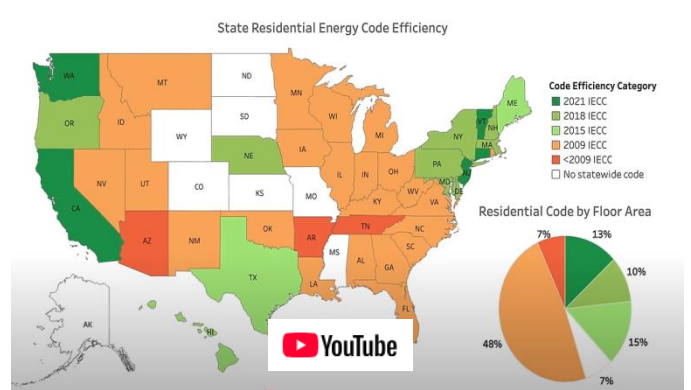 State Residential Energy Code Efficiency
WA
MT
ND
MN
ME
OR
ID
SD
WI
MI
VT
NH
NY
MA
WY
IA
NE
PA
NJ
NV
UT
CO
KS
MO
IL
IN
OH
WV
VA
MD
DE
KY
CA
AZ
NM
OK
AR
TN
NC
SC
MS
AL
GA
TX
LA
FL
AK
HI
Code Efficiency Category
2021 IECC
2018 IECC
2015 IECC
2009 IECC
<2009 IECC
No statewide code
Residential Code by Floor Area
7%
13%
10%
15%
7%
48%
YouTube